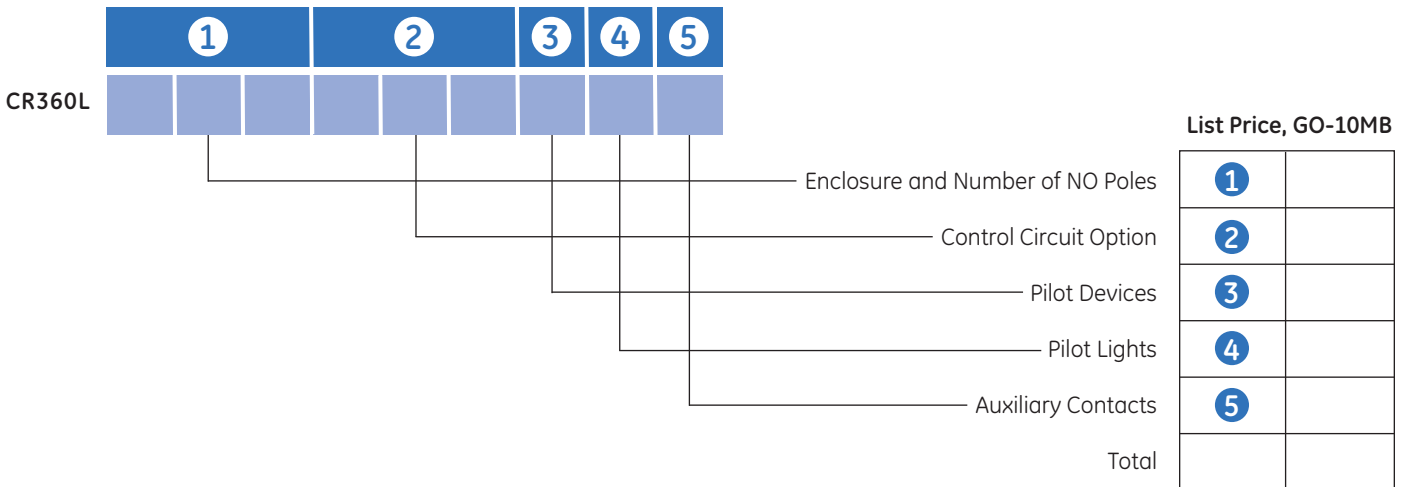 1 2 3 4 5
CR360L
List Price, GO-10MB
Enclosure and Number of NO Poles 1
Control Circuit Option 2
Pilot Devices 3
Pilot Lights 4
Auxiliary Contacts 5
Total